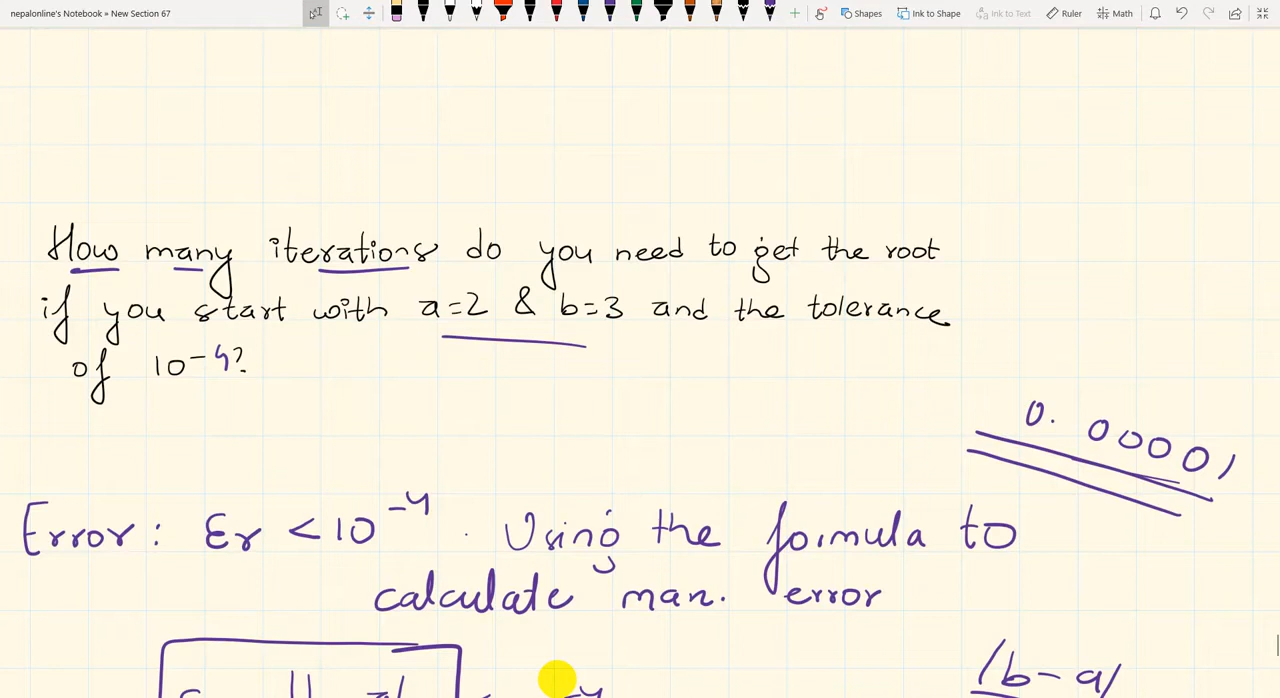 nepalonline's Notebook » New Section 67
Shapes Ink to Shape Ink to Text Ruler Math
How many iterations do you need to get the root
if you start with a=2 & b=3 and the tolerance
of 10-4?
0.00001
Error: Er < 10^-4. Using the formula to
calculate max. error
|b-a|